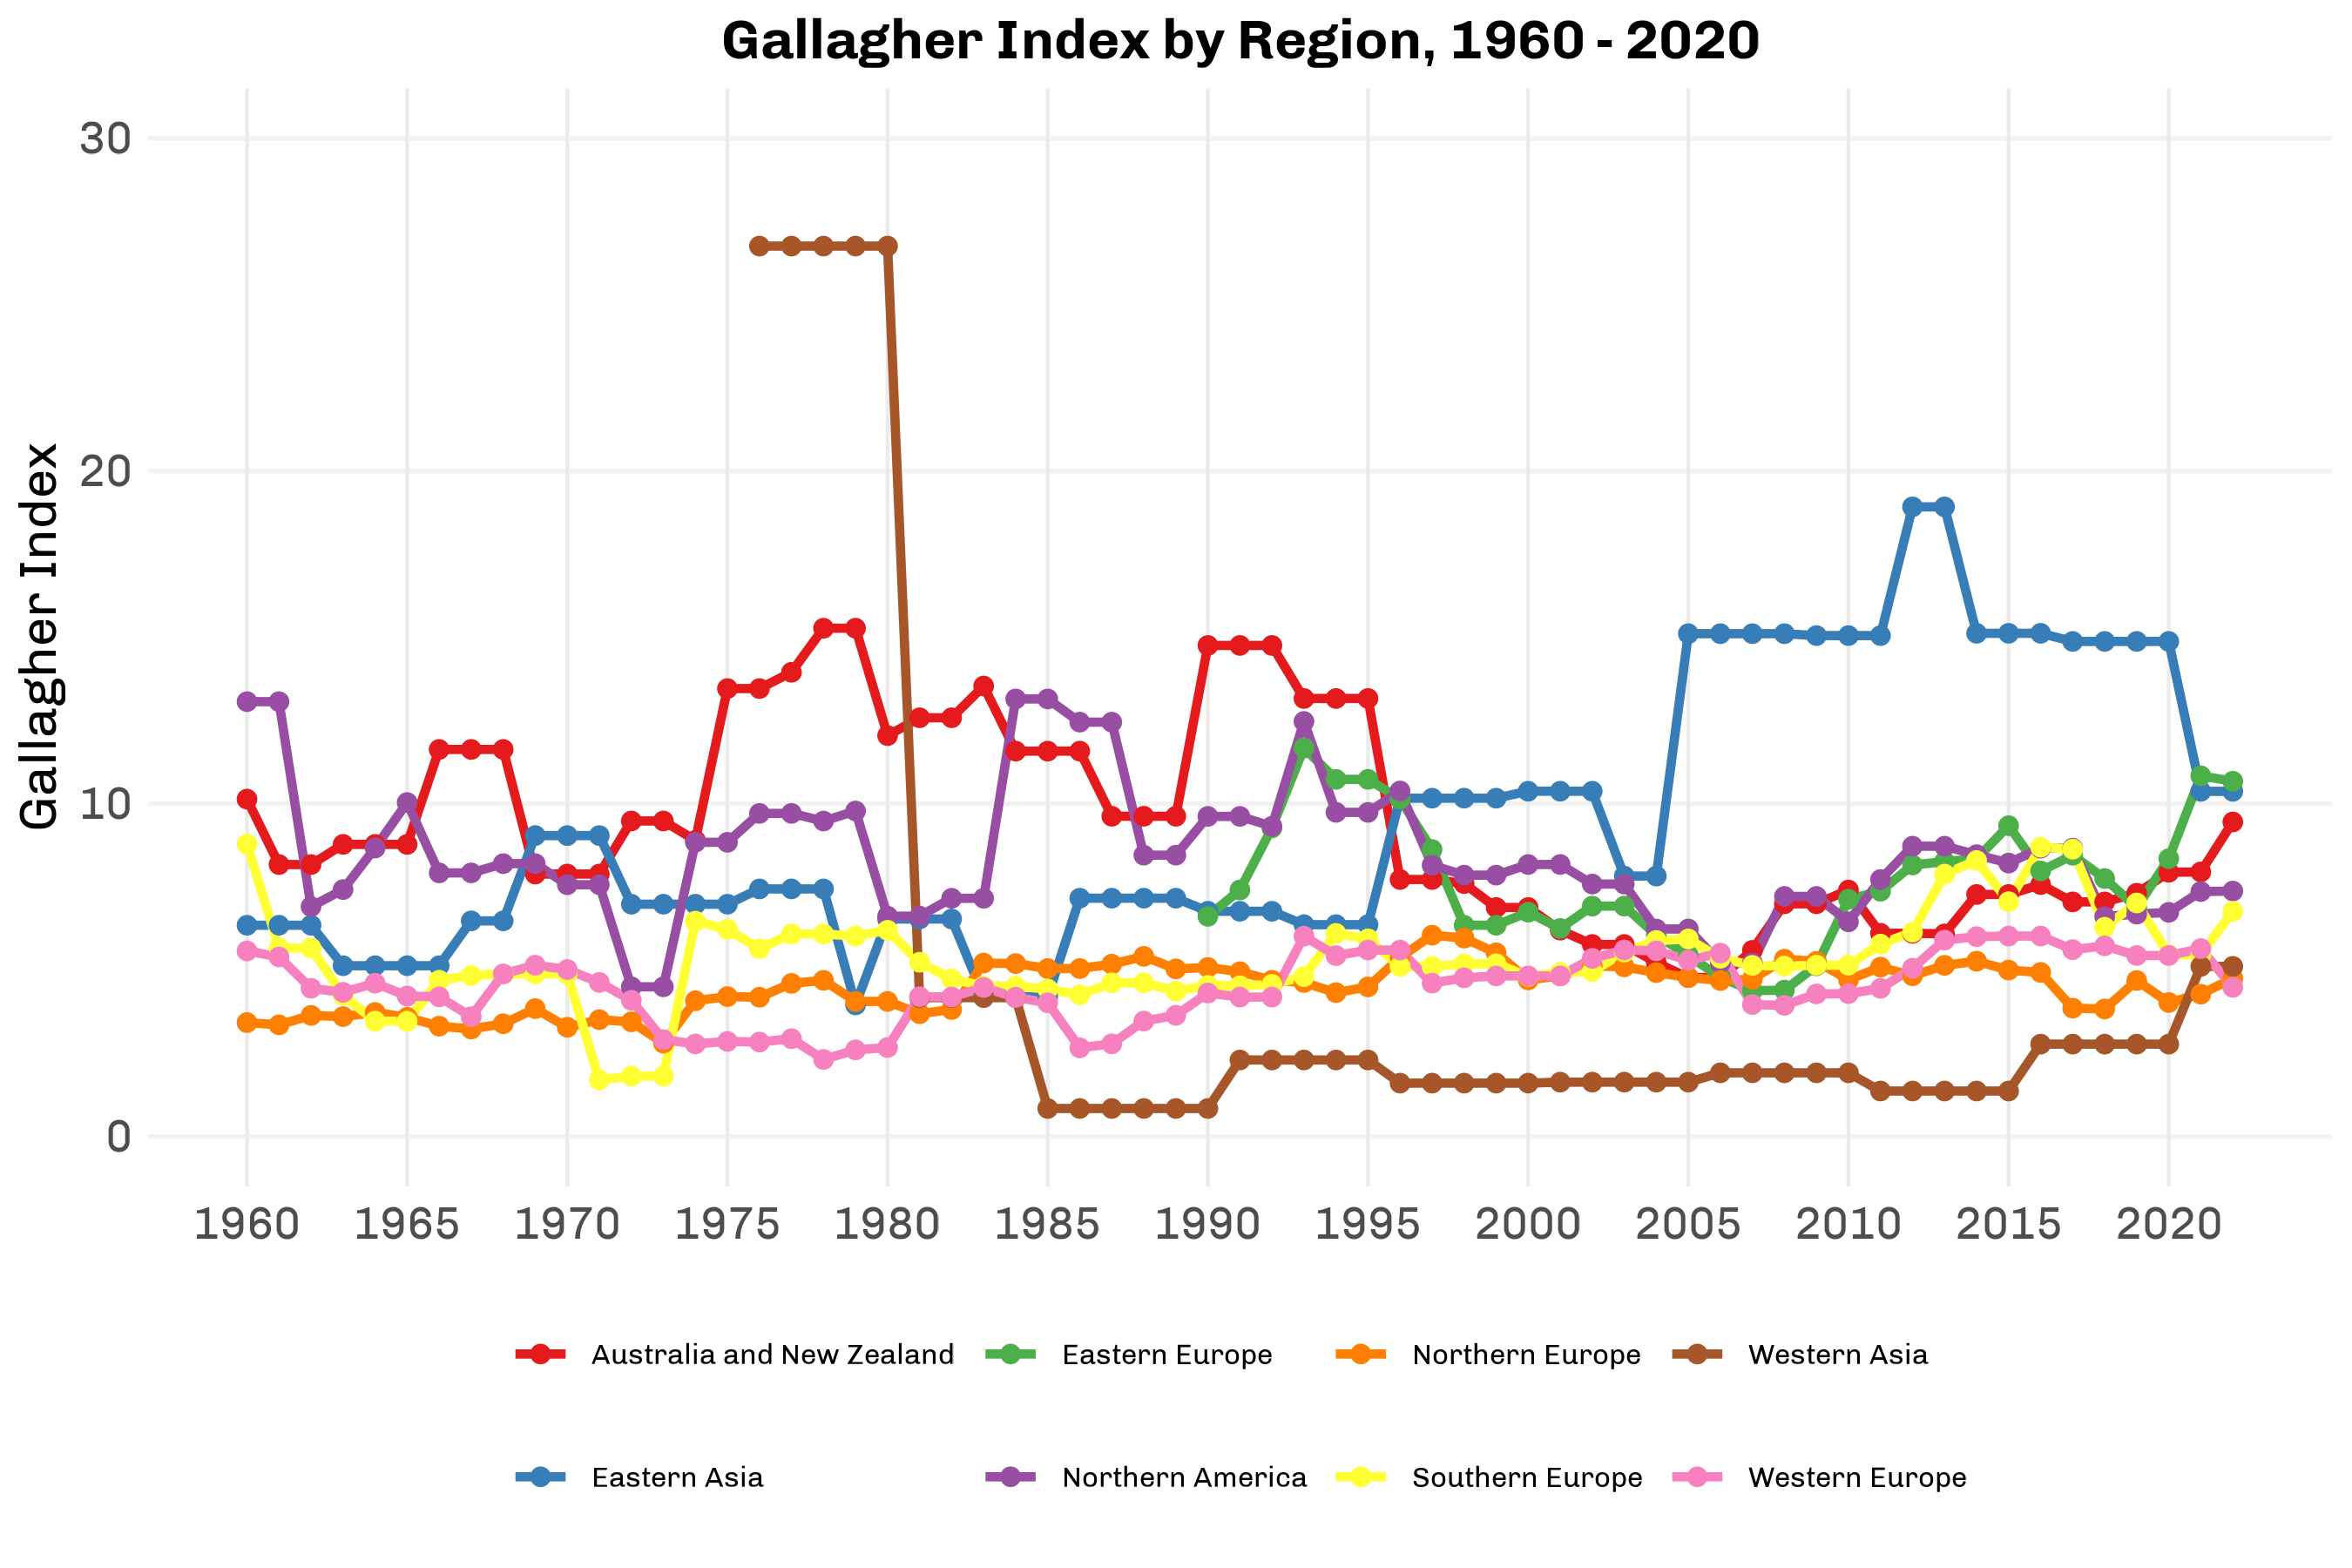 Gallagher Index by Region, 1960 - 2020
Gallagher Index
30
20
10
0
1960 1965 1970 1975 1980 1985 1990 1995 2000 2005 2010 2015 2020
Australia and New Zealand Eastern Europe Northern Europe Western Asia
Eastern Asia Northern America Southern Europe Western Europe